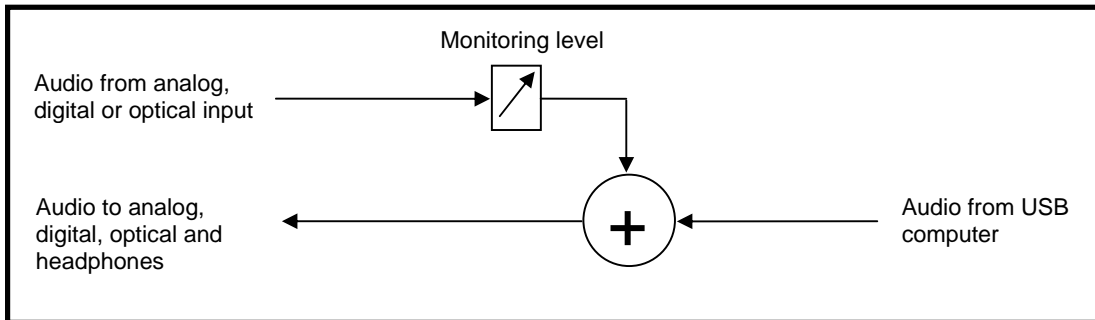 Monitoring level
Audio from analog,
digital or optical input
+
Audio to analog,
digital, optical and
headphones
Audio from USB
computer